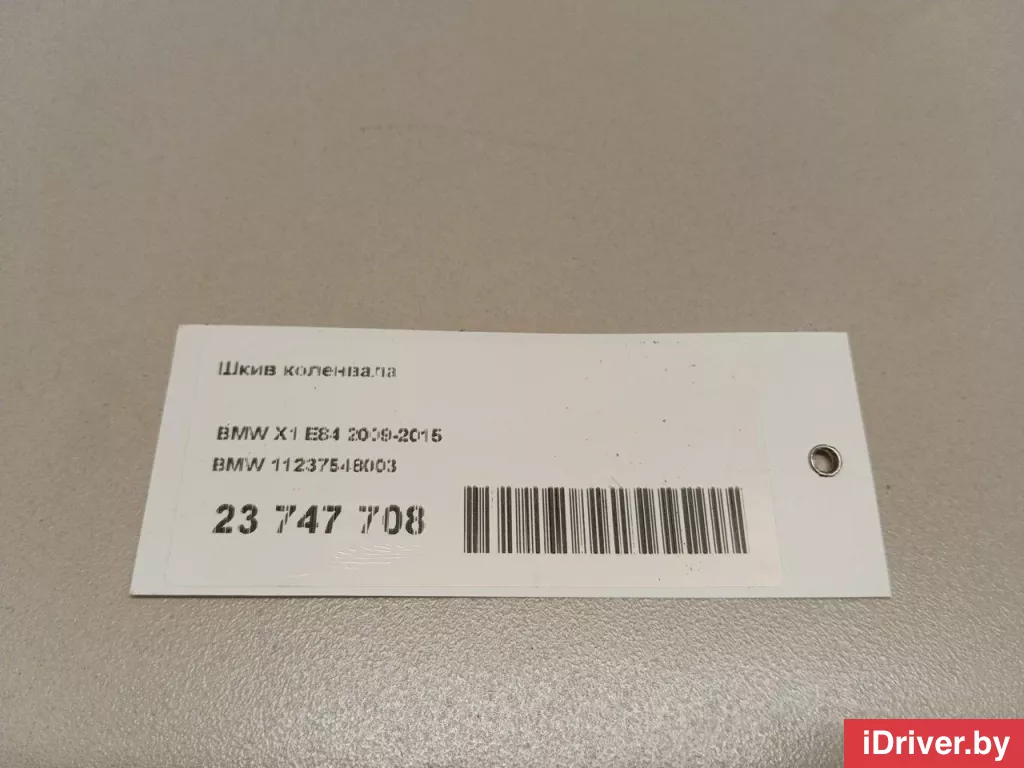 Шкив коленвала
BMW X1 E84 2009-2015
BMW 11237548003
23 747 708
iDriver.by